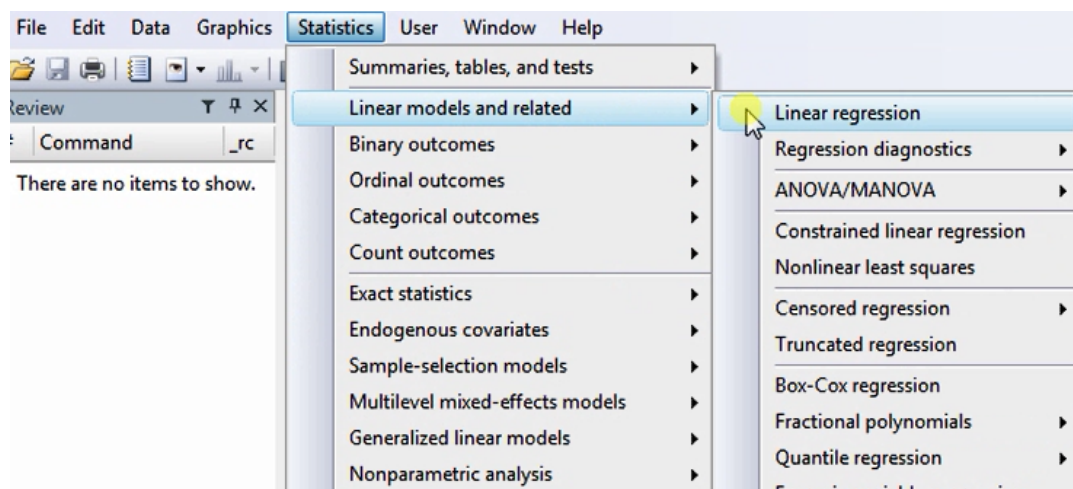 File Edit Data Graphics Statistics User Window Help
Review
Command _rc
There are no items to show.
Summaries, tables, and tests
Linear models and related
Binary outcomes
Ordinal outcomes
Categorical outcomes
Count outcomes
Exact statistics
Endogenous covariates
Sample-selection models
Multilevel mixed-effects models
Generalized linear models
Nonparametric analysis
Linear regression
Regression diagnostics
ANOVA/MANOVA
Constrained linear regression
Nonlinear least squares
Censored regression
Truncated regression
Box-Cox regression
Fractional polynomials
Quantile regression